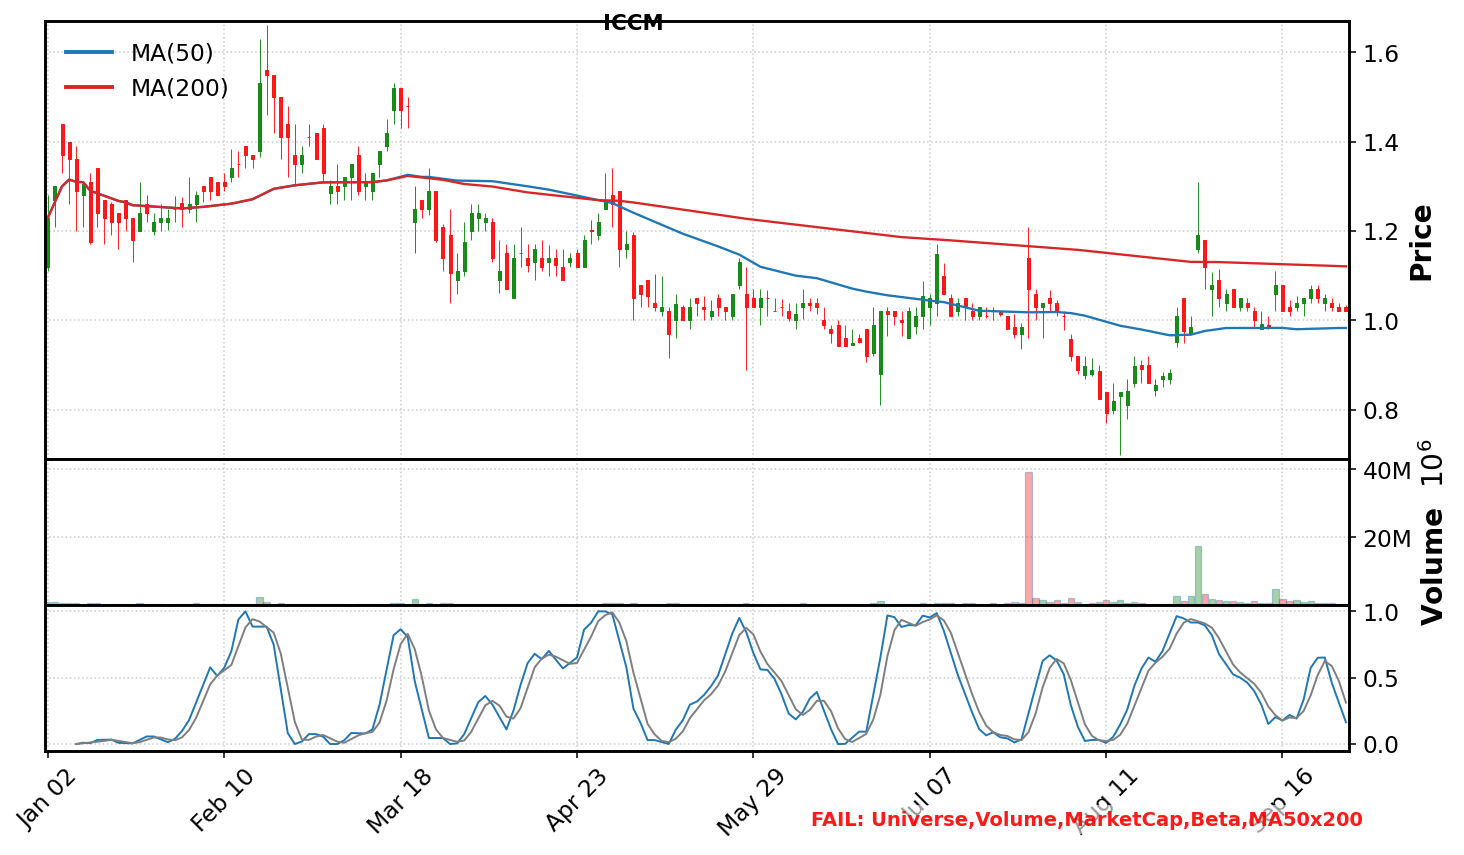 ICCM
MA(50)
MA(200)
1.6
1.4
1.2
1.0
0.8
Price
40M
20M
Volume 10^6
1.0
0.5
0.0
Jan 02
Feb 10
Mar 18
Apr 23
May 29
Jul 07
Aug 11
Sep 16
FAIL: Universe,Volume,MarketCap,Beta,MA50x200